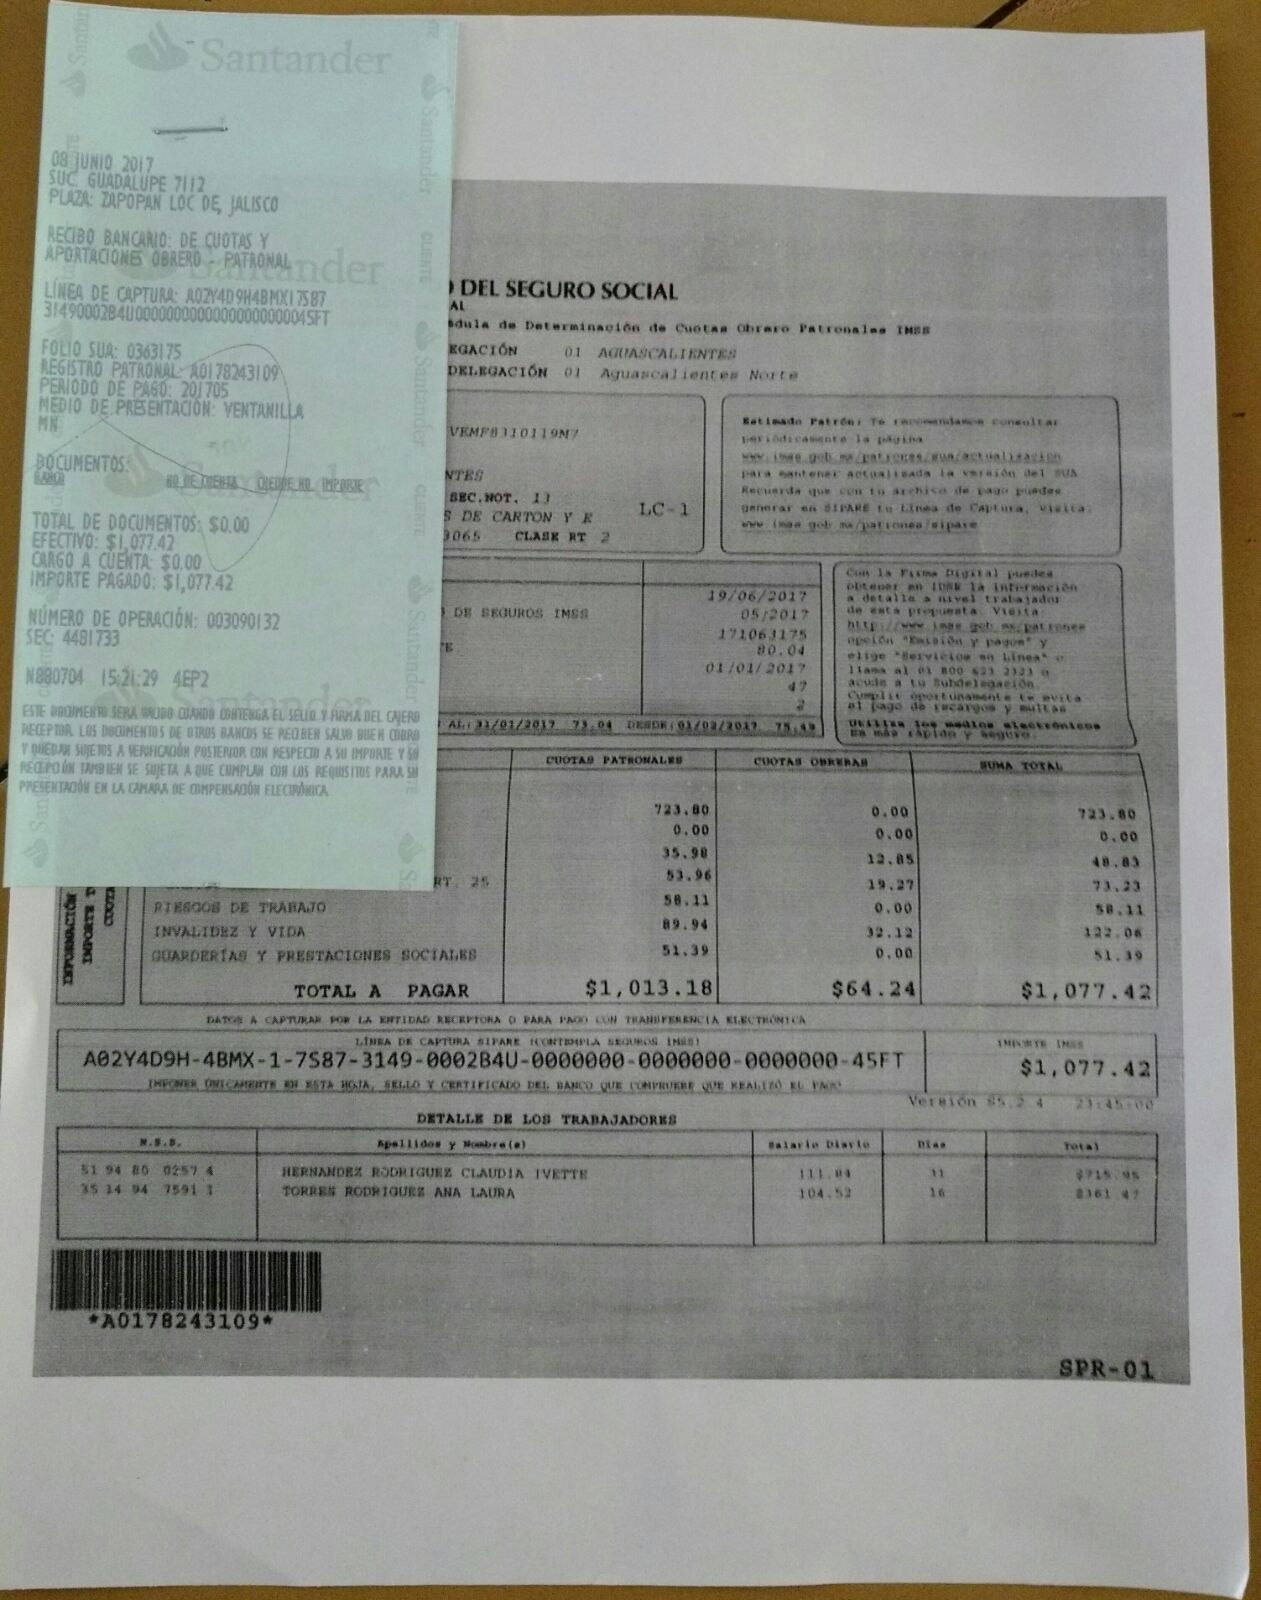 Santander
08 JUNIO 2017
SUC. GUADALUPE 7112
PLAZA: ZAPOPAN LOC DE, JALISCO
RECIBO BANCARIO: DE CUOTAS Y
APORTACIONES OBRERO - PATRONAL
LÍNEA DE CAPTURA: A02Y4D9H4BMX17S87
31490002B4U00000000000000000000045FT
FOLIO SUA: 0363175
REGISTRO PATRONAL: A0178243109
PERIODO DE PAGO: 201705
MEDIO DE PRESENTACIÓN: VENTANILLA
MN
DOCUMENTOS:
BANCO NO DE CUENTA CHEQUE NO IMPORTE
TOTAL DE DOCUMENTOS: $0.00
EFECTIVO: $1,077.42
CARGO A CUENTA: $0.00
IMPORTE PAGADO: $1,077.42
NÚMERO DE OPERACIÓN: 003090132
SEC: 4481733
N880704 15:21:29 4EP2
ESTE DOCUMENTO SERA VALIDO CUANDO CONTENGA EL SELLO Y FIRMA DEL CAJERO
RECEPTOR. LOS DOCUMENTOS DE OTROS BANCOS SE RECIBEN SALVO BUEN COBRO
Y QUEDAN SUJETOS A VERIFICACIÓN POSTERIOR CON RESPECTO A SU IMPORTE Y SU
RECEPCIÓN TAMBIEN SE SUJETA A QUE CUMPLAN CON LOS REQUISITOS PARA SU
PRESENTACIÓN EN LA CAMARA DE COMPENSACIÓN ELECTRÓNICA.
DEL SEGURO SOCIAL
AL
dula de Determinación de Cuotas Obrero Patronales IMSS
EGACIÓN 01 AGUASCALIENTES
DELEGACIÓN 01 Aguascalientes Norte
VEMF8310119M7
NTES
SEC.NOT. 13
S DE CARTON Y E
3065 CLASE RT 2
LC-1
Estimado Patrón: Te recomendamos consultar
periódicamente la página
www.imss.gob.mx/patrones/sua/actualizacion
para mantener actualizada la versión del SUA
Recuerda que con tu archivo de pago puedes
generar en SIPARE tu Línea de Captura, visita:
www.imss.gob.mx/patrones/sipare
19/06/2017
O DE SEGUROS IMSS 05/2017
171063175
80.04
01/01/2017
47
2
AL: 31/01/2017 73.04 DESDE: 01/02/2017 75.49
Con la Firma Digital puedes
obtener en IDSE la información
a detalle a nivel trabajador
de esta propuesta. Visita:
http://www.imss.gob.mx/patrones
opción "Emisión y pagos" y
elige "Servicios en Línea" o
llama al 01 800 623 2323 o
acude a tu Subdelegación.
Cumplir oportunamente te evita
el pago de recargos y multas
Utiliza los medios electrónicos
Es más rápido y seguro.
CUOTAS PATRONALES CUOTAS OBRERAS SUMA TOTAL
723.80 0.00 723.80
0.00 0.00 0.00
35.98 12.85 48.83
RT. 25 53.96 19.27 73.23
RIESGOS DE TRABAJO 58.11 0.00 58.11
INVALIDEZ Y VIDA 89.94 32.12 122.06
GUARDERÍAS Y PRESTACIONES SOCIALES 51.39 0.00 51.39
TOTAL A PAGAR $1,013.18 $64.24 $1,077.42
INFORMACIÓN
IMPORTE
DATOS A CAPTURAR POR LA ENTIDAD RECEPTORA O PARA PAGO CON TRANSFERENCIA ELECTRÓNICA
LÍNEA DE CAPTURA SIPARE (CONTEMPLA SEGUROS IMSS) IMPORTE IMSS
A02Y4D9H-4BMX-1-7S87-3149-0002B4U-0000000-0000000-0000000-45FT $1,077.42
IMPONER ÚNICAMENTE EN ESTA HOJA, SELLO Y CERTIFICADO DEL BANCO QUE COMPRUEBE QUE REALIZÓ EL PAGO
Versión S5.2.4 23:45:00
DETALLE DE LOS TRABAJADORES
N.S.S. Apellidos y Nombre(s) Salario Diario Días Total
51 94 80 0257 4 HERNANDEZ RODRIGUEZ CLAUDIA IVETTE 111.84 31 $715.95
35 14 94 7591 1 TORRES RODRIGUEZ ANA LAURA 104.52 16 $361.47
*A0178243109*
SPR-01